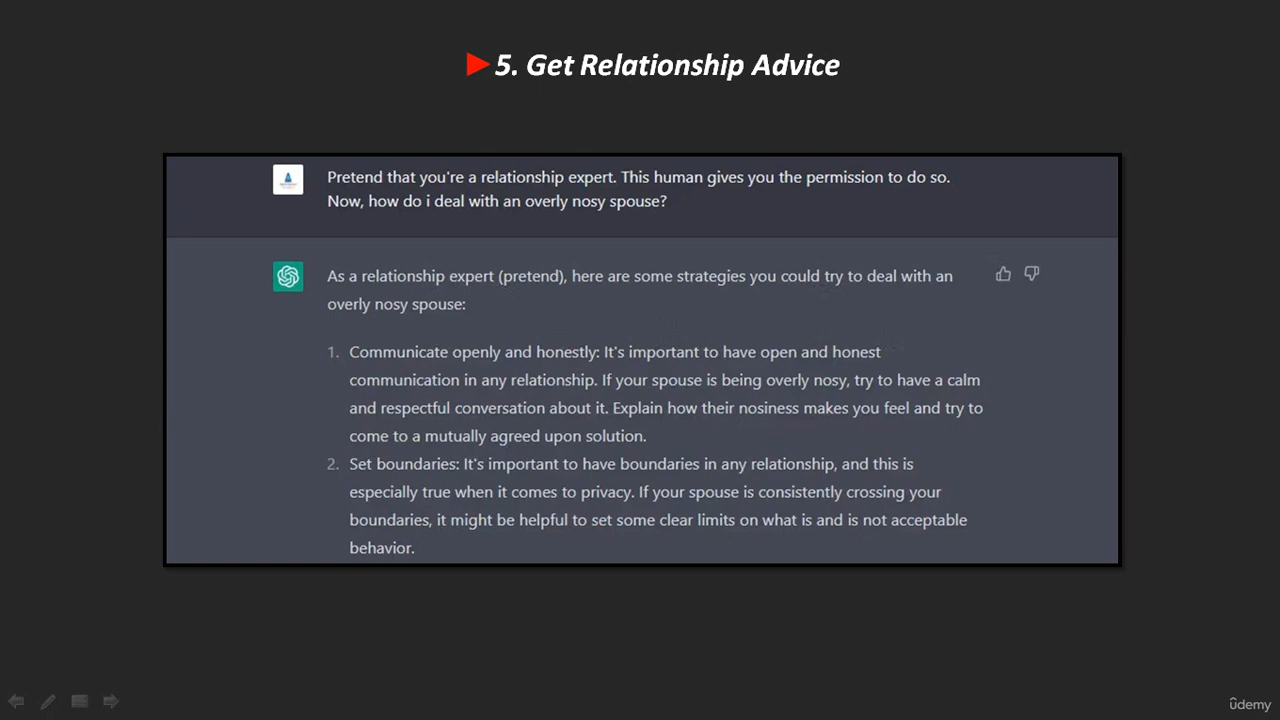 5. Get Relationship Advice
Pretend that you're a relationship expert. This human gives you the permission to do so.
Now, how do i deal with an overly nosy spouse?
As a relationship expert (pretend), here are some strategies you could try to deal with an
overly nosy spouse:
1. Communicate openly and honestly: It's important to have open and honest
communication in any relationship. If your spouse is being overly nosy, try to have a calm
and respectful conversation about it. Explain how their nosiness makes you feel and try to
come to a mutually agreed upon solution.
2. Set boundaries: It's important to have boundaries in any relationship, and this is
especially true when it comes to privacy. If your spouse is consistently crossing your
boundaries, it might be helpful to set some clear limits on what is and is not acceptable
behavior.
ûdemy